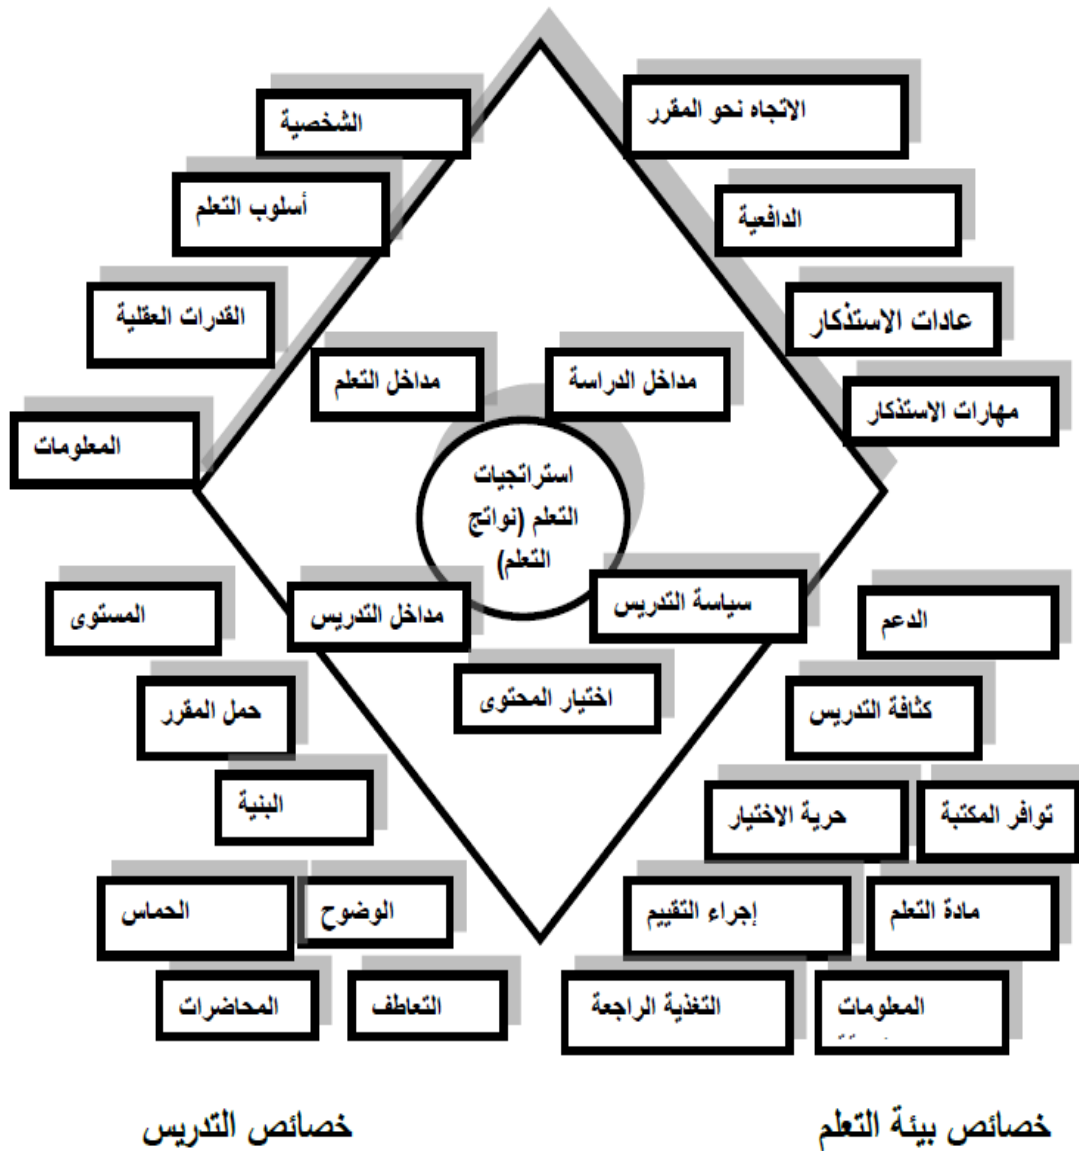 الاتجاه نحو المقرر
الشخصية
الدافعية
أسلوب التعلم
عادات الاستذكار
القدرات العقلية
مداخل الدراسة
مداخل التعلم
مهارات الاستذكار
المعلومات
استراتجيات
التعلم (نواتج
التعلم)
سياسة التدريس
مداخل التدريس
الدعم
المستوى
اختيار المحتوى
كثافة التدريس
حمل المقرر
توافر المكتبة
حرية الاختيار
البنية
مادة التعلم
إجراء التقييم
الوضوح
الحماس
المعلومات
التغذية الراجعة
التعاطف
المحاضرات
خصائص بيئة التعلم
خصائص التدريس